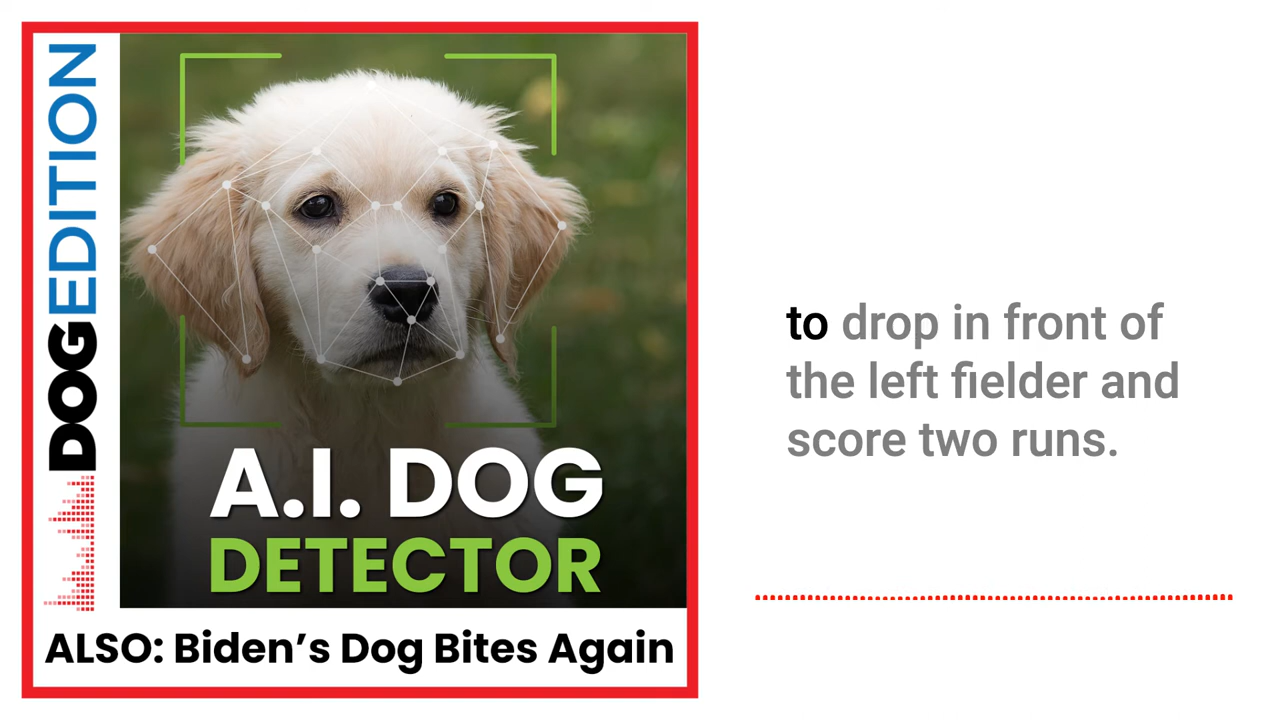 DOGEDITION
A.I. DOG
DETECTOR
ALSO: Biden’s Dog Bites Again
to drop in front of
the left fielder and
score two runs.